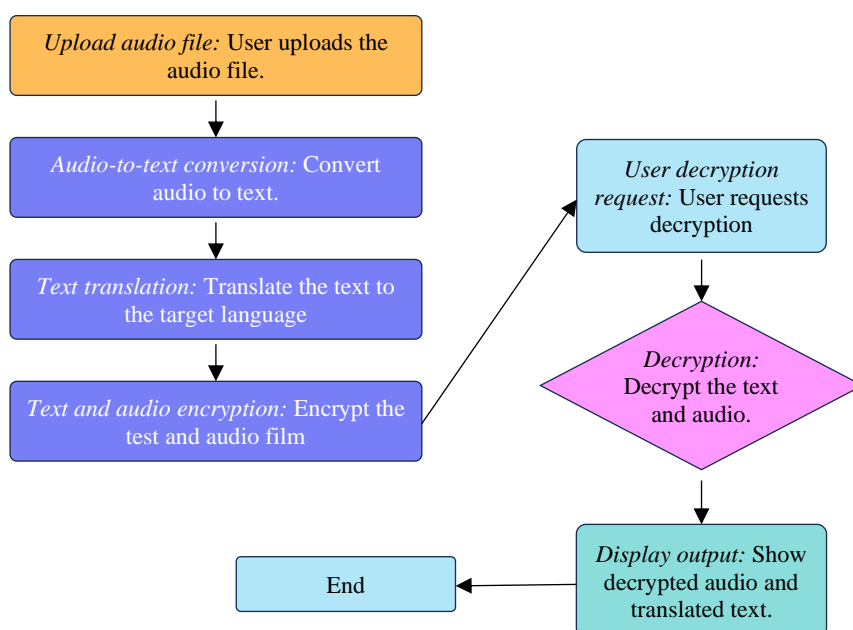 Upload audio file: User uploads the
audio file.
Audio-to-text conversion: Convert
audio to text.
Text translation: Translate the text to
the target language
Text and audio encryption: Encrypt the
test and audio film
User decryption
request: User requests
decryption
Decryption:
Decrypt the text
and audio.
Display output: Show
decrypted audio and
translated text.
End